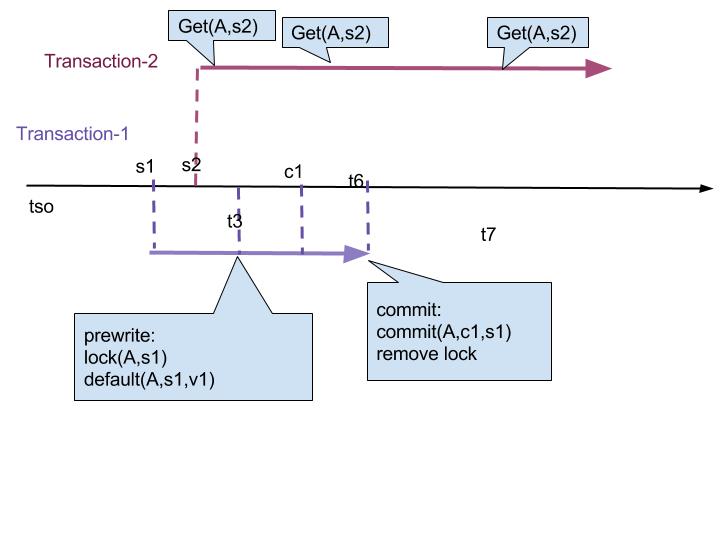 Get(A,s2)
Get(A,s2)
Get(A,s2)
Transaction-2
Transaction-1
s1
s2
c1
t6
tso
t3
t7
prewrite:
lock(A,s1)
default(A,s1,v1)
commit:
commit(A,c1,s1)
remove lock